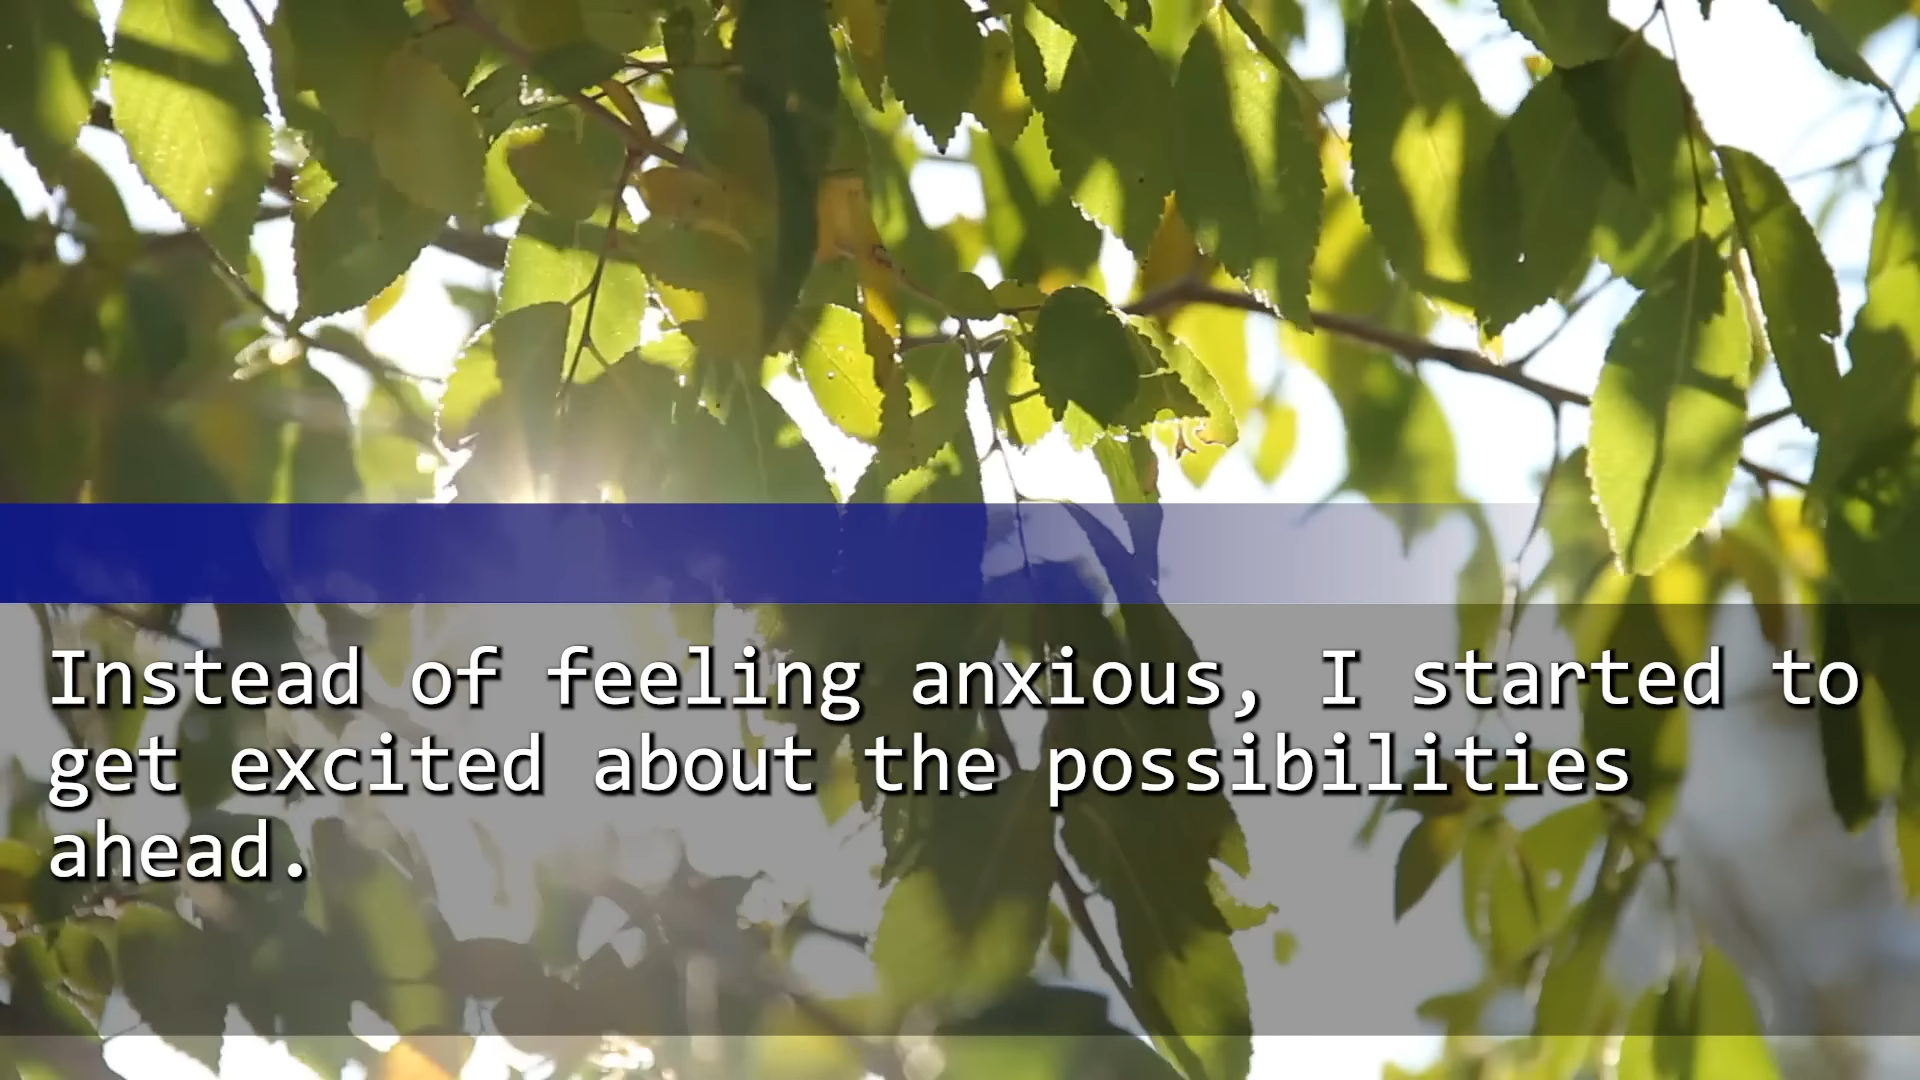 Instead of feeling anxious, I started to
get excited about the possibilities
ahead.